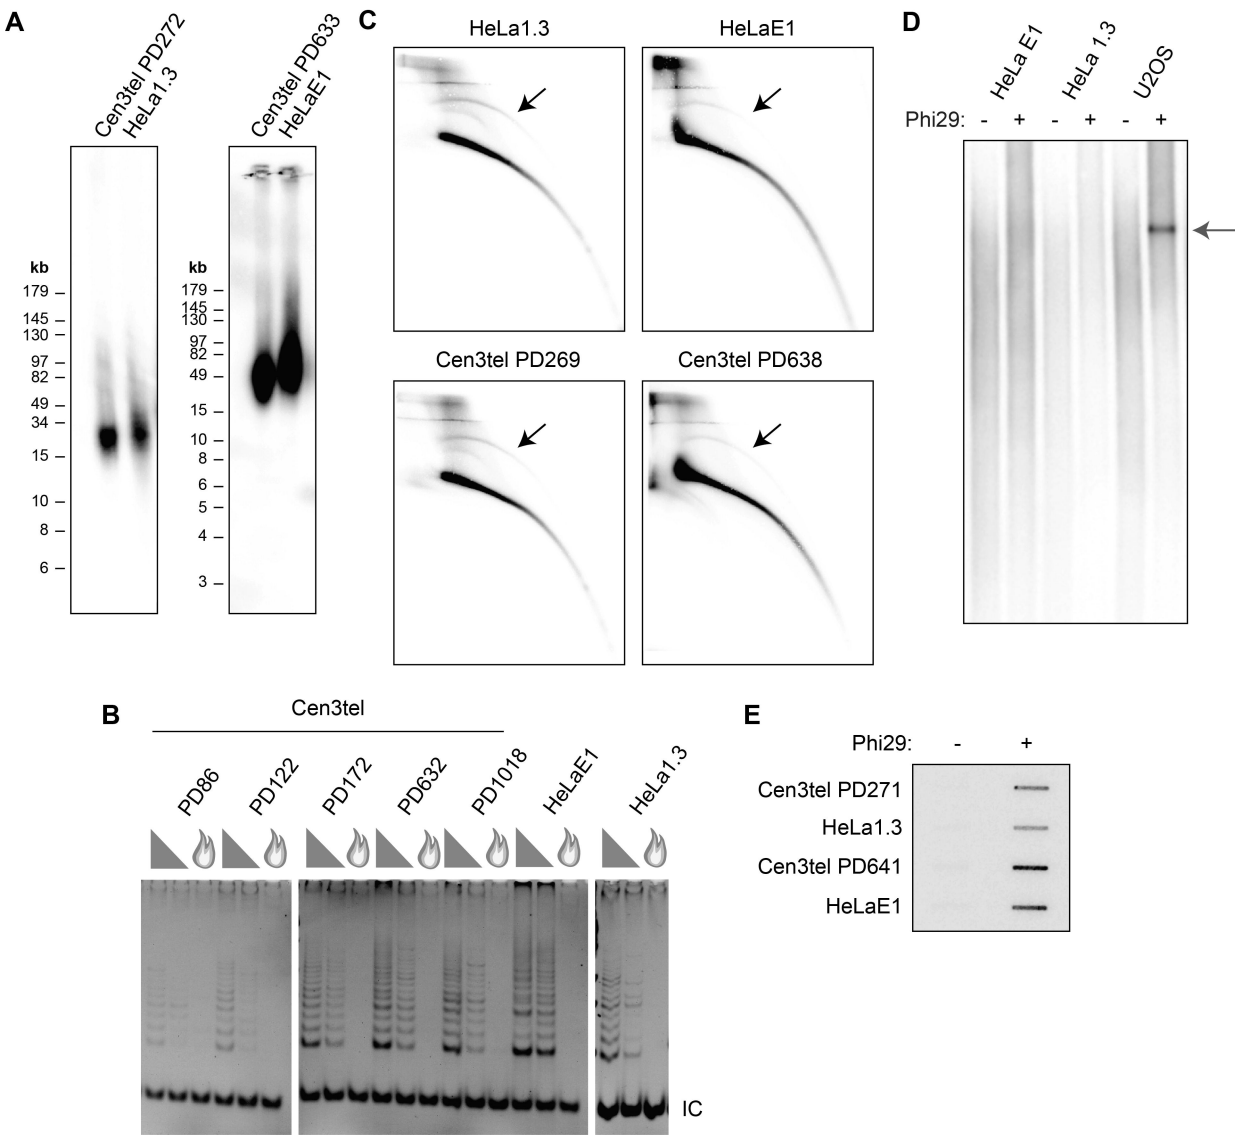 A
Cen3tel PD272
HeLa1.3
kb
179
145
130
97
82
49
34
15
10
8
6
Cen3tel PD633
HeLaE1
kb
179
145
130
97
82
49
15
10
8
6
5
4
3
C
HeLa1.3
HeLaE1
Cen3tel PD269
Cen3tel PD638
D
HeLa E1
HeLa 1.3
U2OS
Phi29: - + - + - +
B
Cen3tel
PD86
PD122
PD172
PD632
PD1018
HeLaE1
HeLa1.3
IC
E
Phi29: - +
Cen3tel PD271
HeLa1.3
Cen3tel PD641
HeLaE1